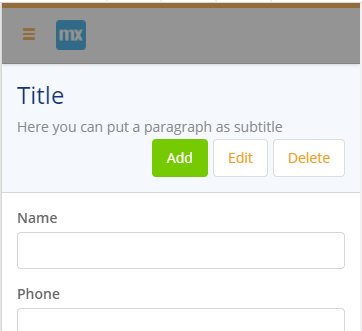 mx
Title
Here you can put a paragraph as subtitle
Add Edit Delete
Name
Phone